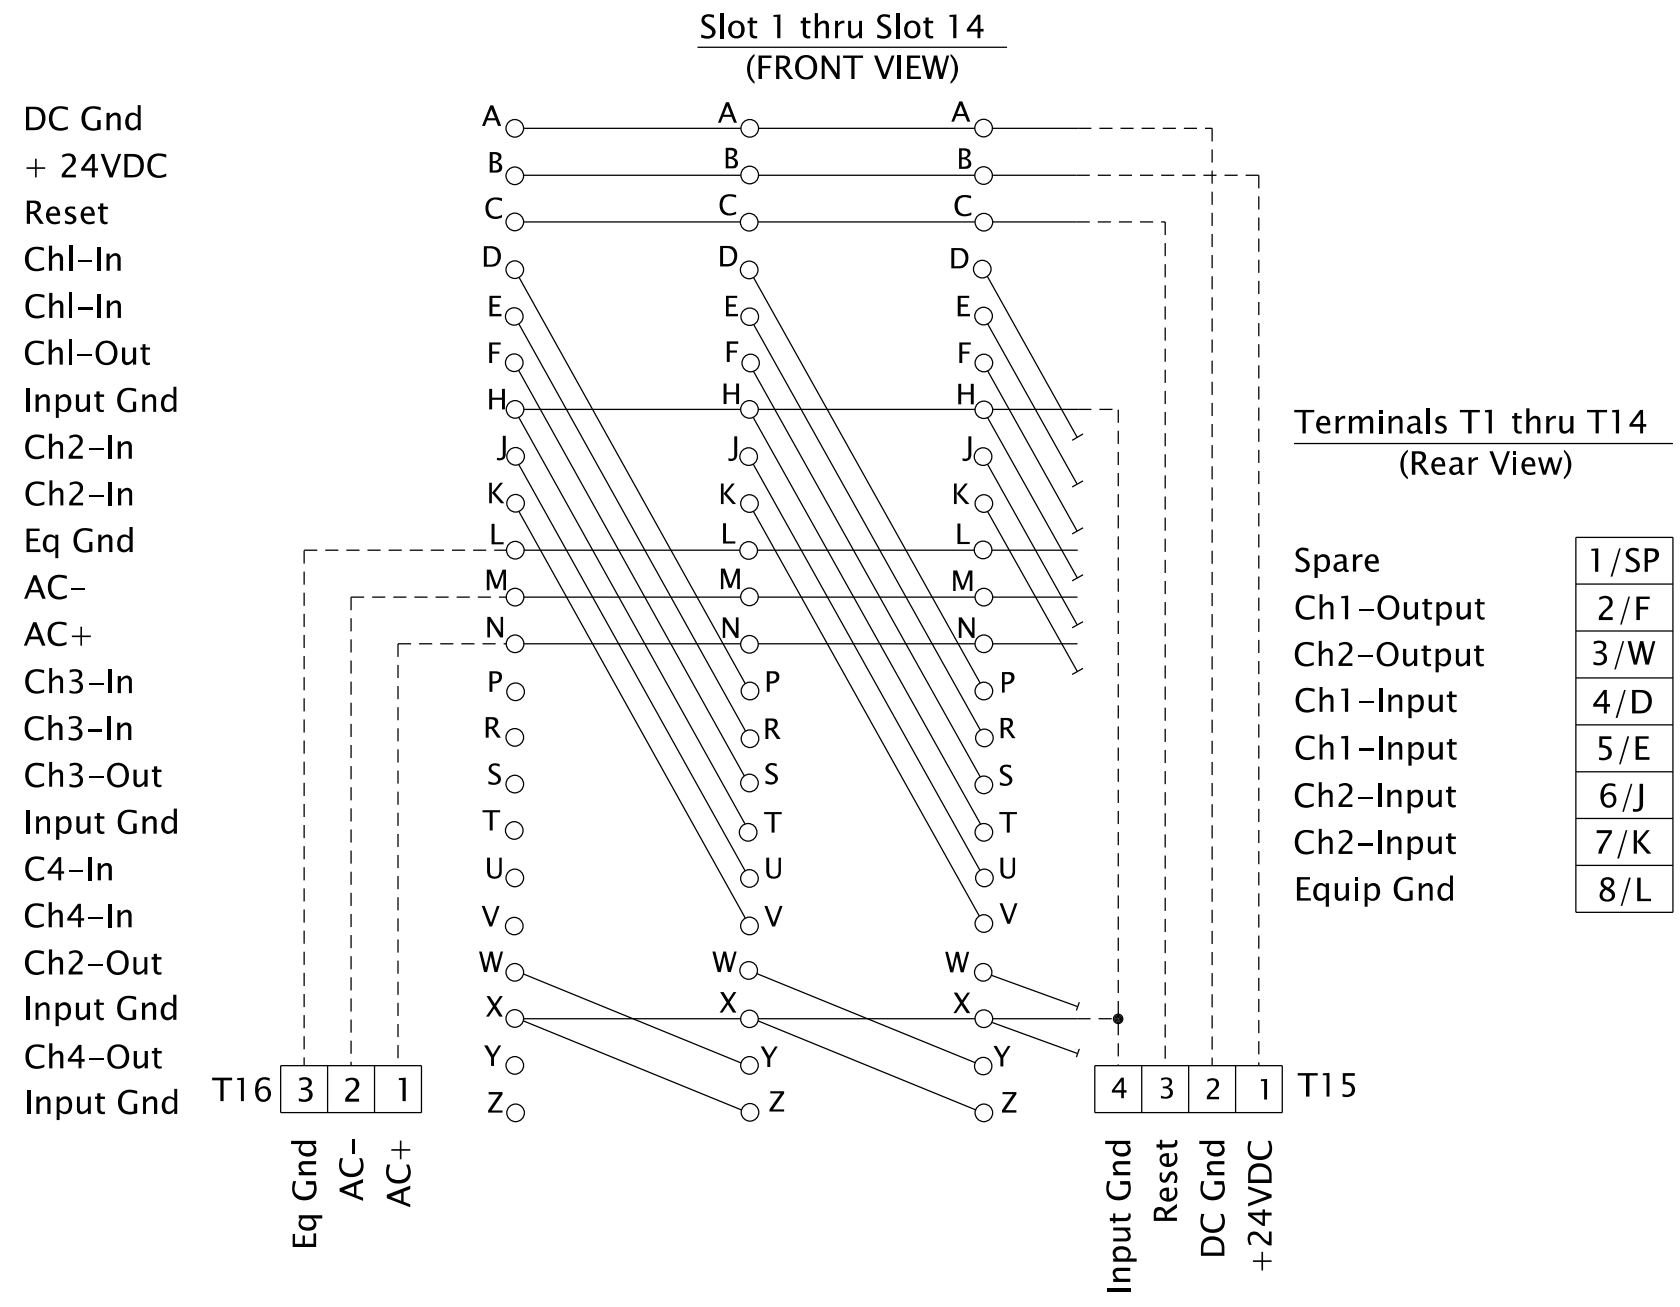 Slot 1 thru Slot 14
(FRONT VIEW)
DC Gnd A A A
+ 24VDC B B B
Reset C C C
Chl-In D D D
Chl-In E E E
Chl-Out F F F
Input Gnd H H H
Ch2-In J J J
Ch2-In K K K
Eq Gnd L L L
AC- M M M
AC+ N N N
Ch3-In P P P
Ch3-In R R R
Ch3-Out S S S
Input Gnd T T T
C4-In U U U
Ch4-In V V V
Ch2-Out W W W
Input Gnd X X X
Ch4-Out Y Y Y
Input Gnd Z Z Z
T16 3 2 1
Eq Gnd
AC-
AC+
4 3 2 1 T15
Input Gnd
Reset
DC Gnd
+24VDC
Terminals T1 thru T14
(Rear View)
Spare 1/SP
Ch1-Output 2/F
Ch2-Output 3/W
Ch1-Input 4/D
Ch1-Input 5/E
Ch2-Input 6/J
Ch2-Input 7/K
Equip Gnd 8/L